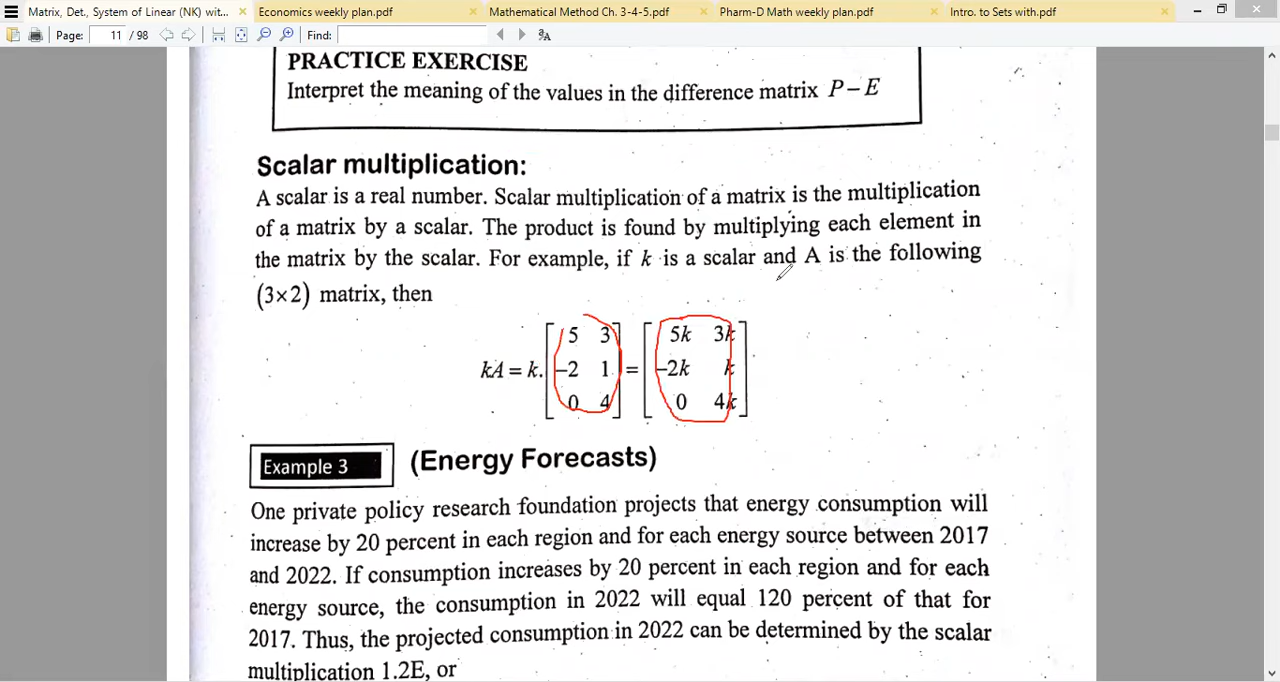 Matrix, Det., System of Linear (NK) wit...
Economics weekly plan.pdf
Mathematical Method Ch. 3-4-5.pdf
Pharm-D Math weekly plan.pdf
Intro. to Sets with.pdf
Page: 11 / 98
Find:
PRACTICE EXERCISE
Interpret the meaning of the values in the difference matrix P − E
Scalar multiplication:
A scalar is a real number. Scalar multiplication of a matrix is the multiplication
of a matrix by a scalar. The product is found by multiplying each element in
the matrix by the scalar. For example, if k is a scalar and A is the following
(3×2) matrix, then
5 3 5k 3k
kA = k. −2 1 = −2k k
0 4 0 4k
Example 3 (Energy Forecasts)
One private policy research foundation projects that energy consumption will
increase by 20 percent in each region and for each energy source between 2017
and 2022. If consumption increases by 20 percent in each region and for each
energy source, the consumption in 2022 will equal 120 percent of that for
2017. Thus, the projected consumption in 2022 can be determined by the scalar
multiplication 1.2E, or